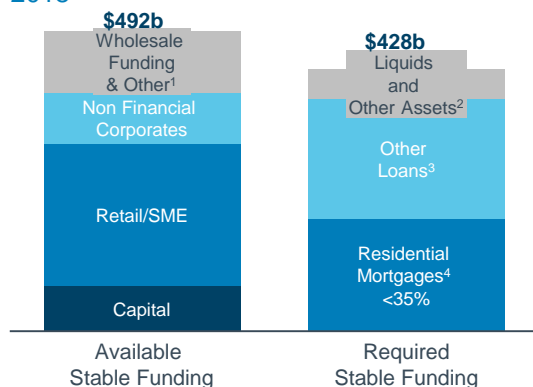 $492b
Wholesale
Funding
& Other¹
Non Financial
Corporates
Retail/SME
Capital
Available
Stable Funding
$428b
Liquids
and
Other Assets²
Other
Loans³
Residential
Mortgages⁴
<35%
Required
Stable Funding